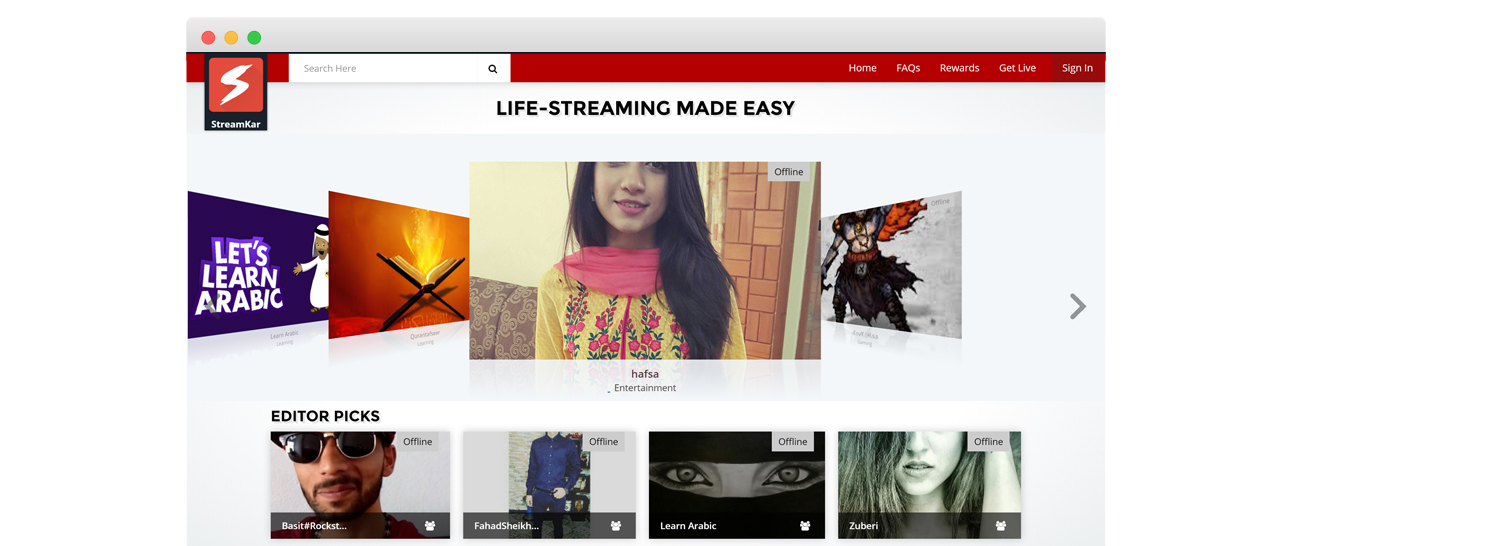 Search Here
Home FAQs Rewards Get Live Sign In
StreamKar
LIFE-STREAMING MADE EASY
Offline
Offline
LET'S
LEARN
ARABIC
Learn Arabic
Learning
Learning
Gaming
hafsa
Entertainment
EDITOR PICKS
Offline Offline Offline Offline
Basit#Rockst... FahadSheikh... Learn Arabic Zuberi